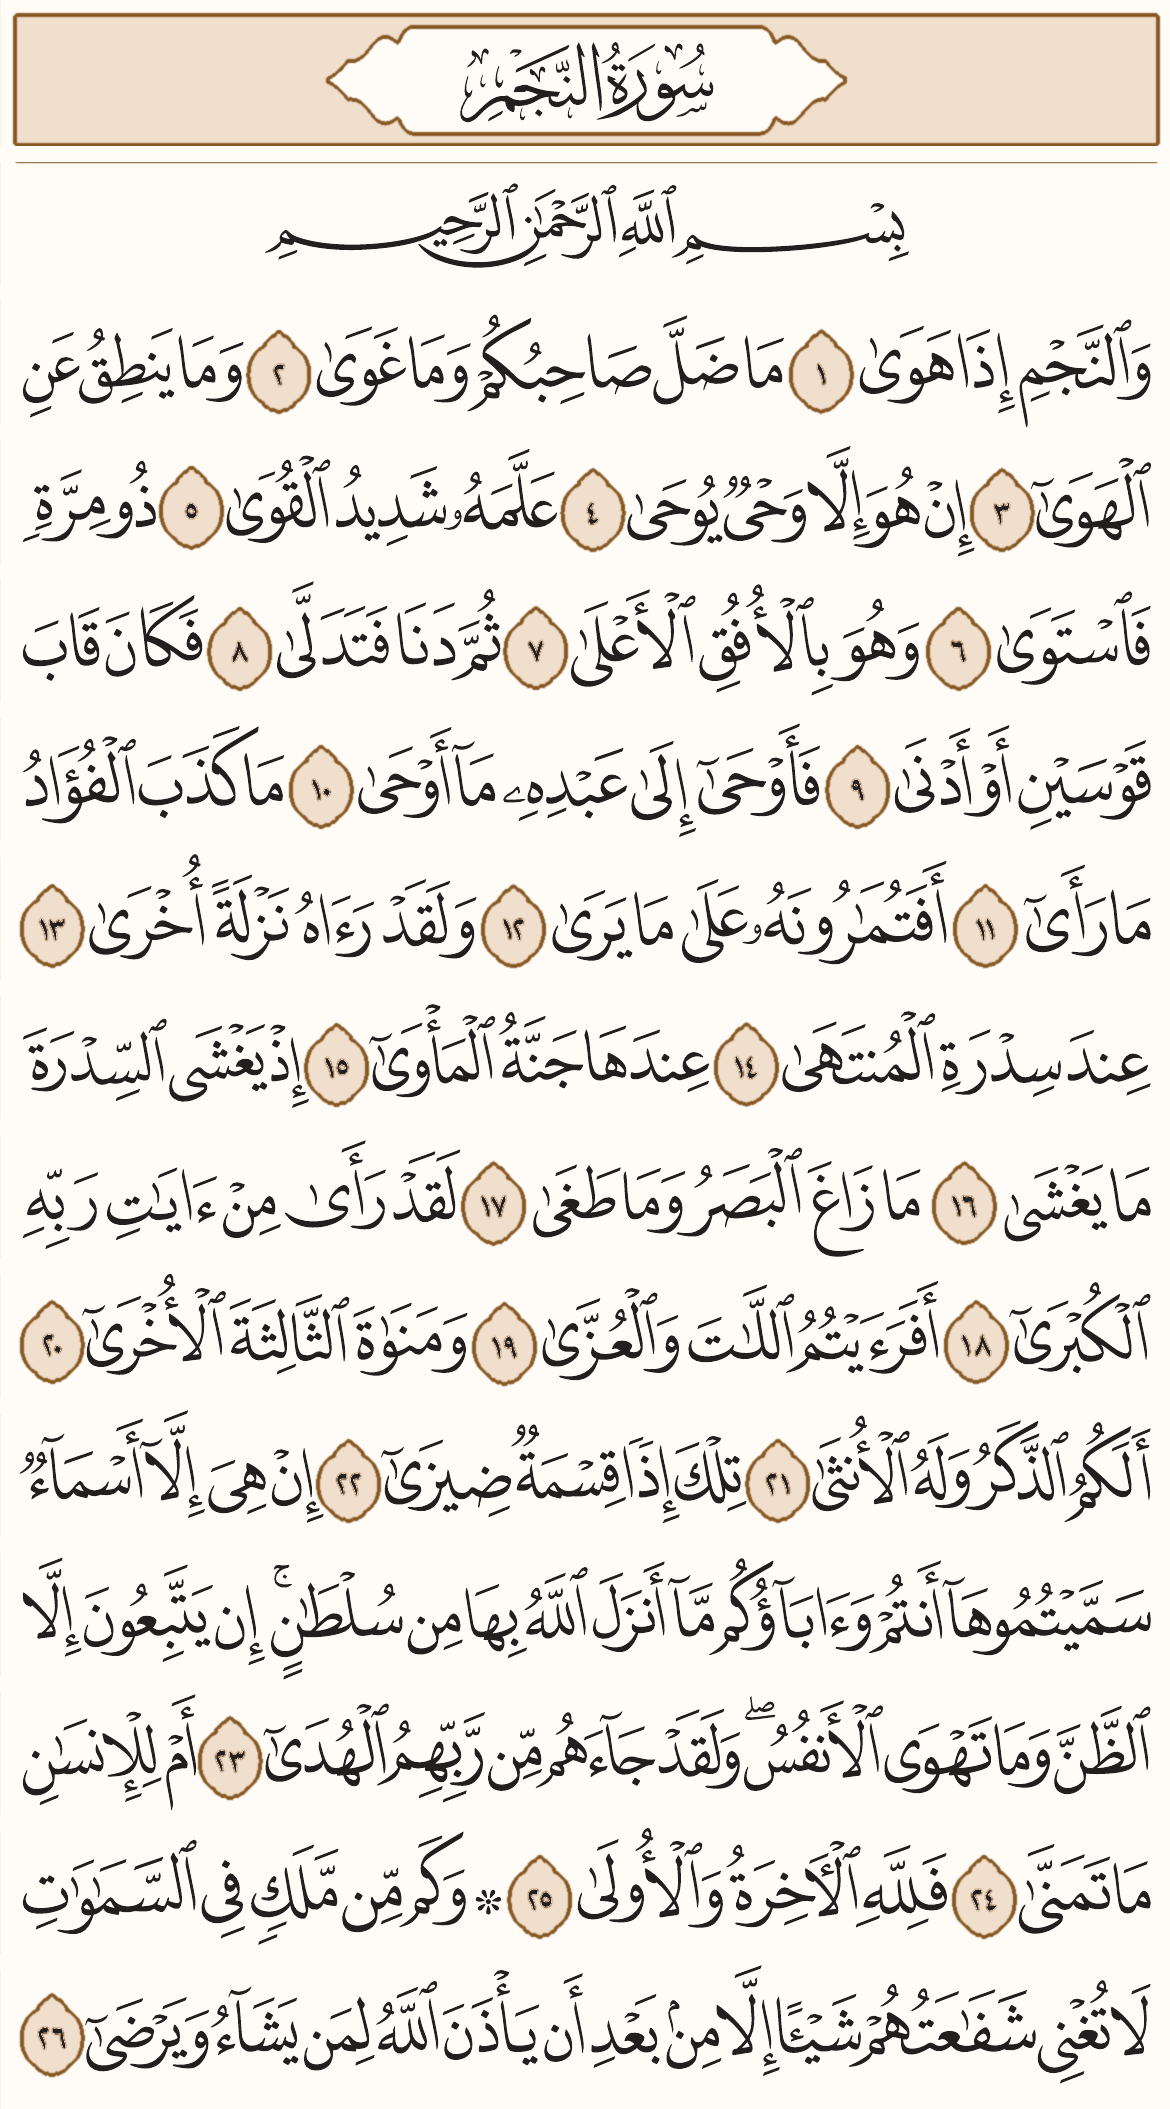 سُورَةُ النَّجْمِ
بِسْمِ ٱللَّهِ ٱلرَّحْمَٰنِ ٱلرَّحِيمِ
وَٱلنَّجْمِ إِذَا هَوَىٰ ١ مَا ضَلَّ صَاحِبُكُمْ وَمَا غَوَىٰ ٢ وَمَا يَنطِقُ عَنِ
ٱلْهَوَىٰٓ ٣ إِنْ هُوَ إِلَّا وَحْىٌ يُوحَىٰ ٤ عَلَّمَهُۥ شَدِيدُ ٱلْقُوَىٰ ٥ ذُو مِرَّةٍ
فَٱسْتَوَىٰ ٦ وَهُوَ بِٱلْأُفُقِ ٱلْأَعْلَىٰ ٧ ثُمَّ دَنَا فَتَدَلَّىٰ ٨ فَكَانَ قَابَ
قَوْسَيْنِ أَوْ أَدْنَىٰ ٩ فَأَوْحَىٰٓ إِلَىٰ عَبْدِهِۦ مَآ أَوْحَىٰ ١٠ مَا كَذَبَ ٱلْفُؤَادُ
مَا رَأَىٰٓ ١١ أَفَتُمَٰرُونَهُۥ عَلَىٰ مَا يَرَىٰ ١٢ وَلَقَدْ رَءَاهُ نَزْلَةً أُخْرَىٰ ١٣
عِندَ سِدْرَةِ ٱلْمُنتَهَىٰ ١٤ عِندَهَا جَنَّةُ ٱلْمَأْوَىٰٓ ١٥ إِذْ يَغْشَى ٱلسِّدْرَةَ
مَا يَغْشَىٰ ١٦ مَا زَاغَ ٱلْبَصَرُ وَمَا طَغَىٰ ١٧ لَقَدْ رَأَىٰ مِنْ ءَايَٰتِ رَبِّهِ
ٱلْكُبْرَىٰٓ ١٨ أَفَرَءَيْتُمُ ٱللَّٰتَ وَٱلْعُزَّىٰ ١٩ وَمَنَوٰةَ ٱلثَّالِثَةَ ٱلْأُخْرَىٰٓ ٢٠
أَلَكُمُ ٱلذَّكَرُ وَلَهُ ٱلْأُنثَىٰ ٢١ تِلْكَ إِذًا قِسْمَةٌ ضِيزَىٰٓ ٢٢ إِنْ هِىَ إِلَّآ أَسْمَآءٌ
سَمَّيْتُمُوهَآ أَنتُمْ وَءَابَآؤُكُم مَّآ أَنزَلَ ٱللَّهُ بِهَا مِن سُلْطَٰنٍ ۚ إِن يَتَّبِعُونَ إِلَّا
ٱلظَّنَّ وَمَا تَهْوَى ٱلْأَنفُسُ ۖ وَلَقَدْ جَآءَهُم مِّن رَّبِّهِمُ ٱلْهُدَىٰٓ ٢٣ أَمْ لِلْإِنسَٰنِ
مَا تَمَنَّىٰ ٢٤ فَلِلَّهِ ٱلْـَٔاخِرَةُ وَٱلْأُولَىٰ ٢٥ ۞ وَكَم مِّن مَّلَكٍ فِى ٱلسَّمَٰوَٰتِ
لَا تُغْنِى شَفَٰعَتُهُمْ شَيْـًٔا إِلَّا مِنۢ بَعْدِ أَن يَأْذَنَ ٱللَّهُ لِمَن يَشَآءُ وَيَرْضَىٰٓ ٢٦